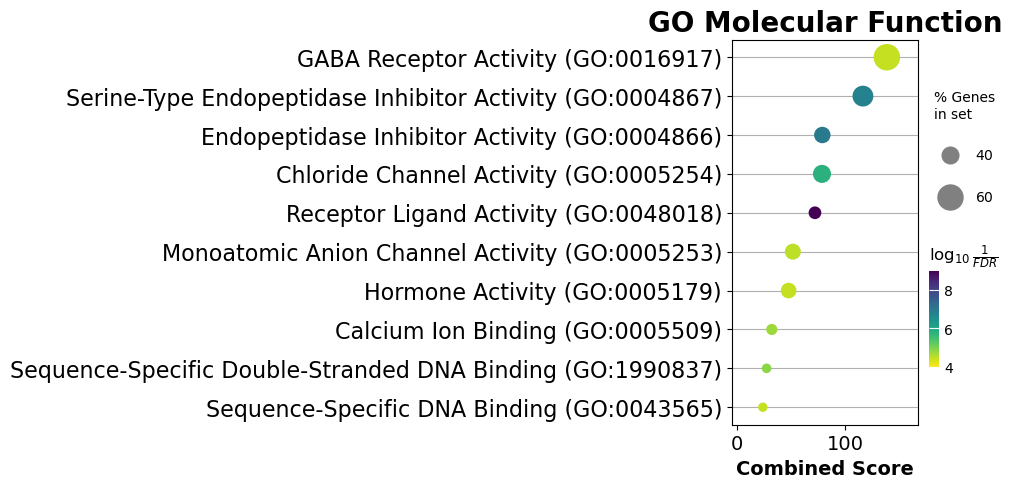 GO Molecular Function
GABA Receptor Activity (GO:0016917)
Serine-Type Endopeptidase Inhibitor Activity (GO:0004867)
Endopeptidase Inhibitor Activity (GO:0004866)
Chloride Channel Activity (GO:0005254)
Receptor Ligand Activity (GO:0048018)
Monoatomic Anion Channel Activity (GO:0005253)
Hormone Activity (GO:0005179)
Calcium Ion Binding (GO:0005509)
Sequence-Specific Double-Stranded DNA Binding (GO:1990837)
Sequence-Specific DNA Binding (GO:0043565)
0 100
Combined Score
% Genes
in set
40
60
log₁₀ 1/FDR
8
6
4